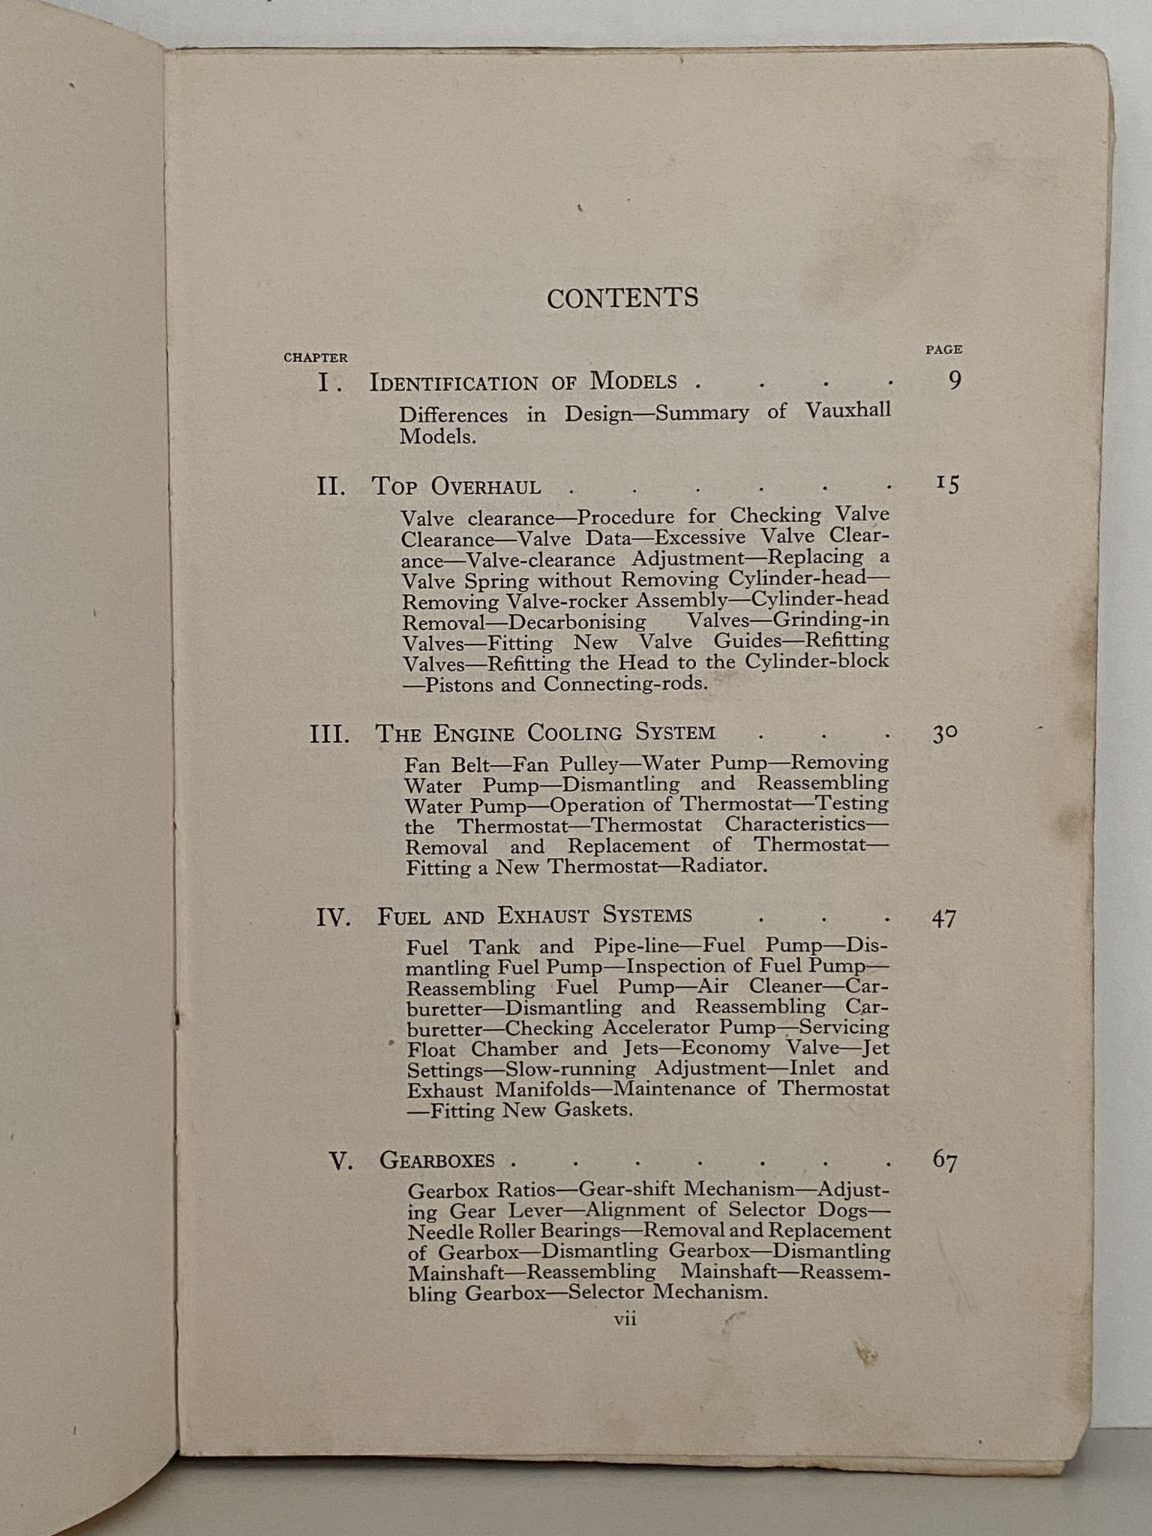 CONTENTS
CHAPTER PAGE
I. IDENTIFICATION OF MODELS . . . . 9
Differences in Design—Summary of Vauxhall
Models.
II. TOP OVERHAUL . . . . . . 15
Valve clearance—Procedure for Checking Valve
Clearance—Valve Data—Excessive Valve Clear-
ance—Valve-clearance Adjustment—Replacing a
Valve Spring without Removing Cylinder-head—
Removing Valve-rocker Assembly—Cylinder-head
Removal—Decarbonising Valves—Grinding-in
Valves—Fitting New Valve Guides—Refitting
Valves—Refitting the Head to the Cylinder-block
—Pistons and Connecting-rods.
III. THE ENGINE COOLING SYSTEM . . . 30
Fan Belt—Fan Pulley—Water Pump—Removing
Water Pump—Dismantling and Reassembling
Water Pump—Operation of Thermostat—Testing
the Thermostat—Thermostat Characteristics—
Removal and Replacement of Thermostat—
Fitting a New Thermostat—Radiator.
IV. FUEL AND EXHAUST SYSTEMS . . . 47
Fuel Tank and Pipe-line—Fuel Pump—Dis-
mantling Fuel Pump—Inspection of Fuel Pump—
Reassembling Fuel Pump—Air Cleaner—Car-
buretter—Dismantling and Reassembling Car-
buretter—Checking Accelerator Pump—Servicing
Float Chamber and Jets—Economy Valve—Jet
Settings—Slow-running Adjustment—Inlet and
Exhaust Manifolds—Maintenance of Thermostat
—Fitting New Gaskets.
V. GEARBOXES . . . . . . . 67
Gearbox Ratios—Gear-shift Mechanism—Adjust-
ing Gear Lever—Alignment of Selector Dogs—
Needle Roller Bearings—Removal and Replacement
of Gearbox—Dismantling Gearbox—Dismantling
Mainshaft—Reassembling Mainshaft—Reassem-
bling Gearbox—Selector Mechanism.
vii